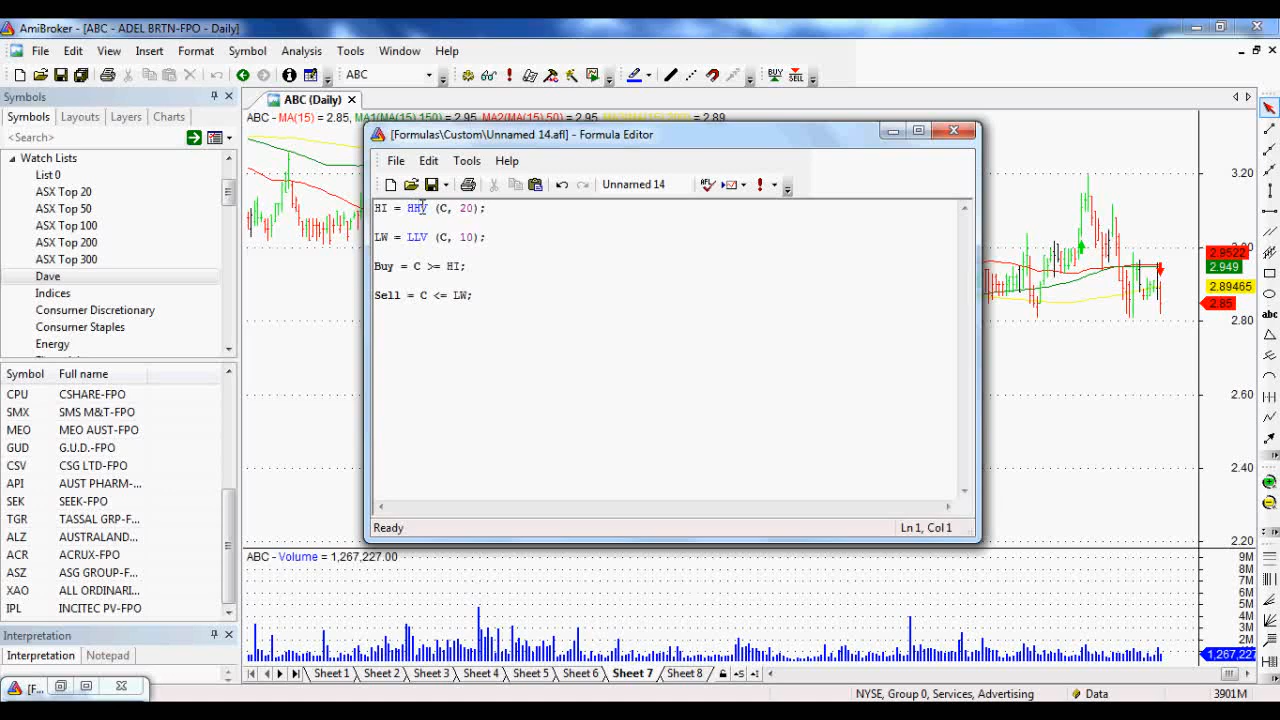 AmiBroker - [ABC - ADEL BRTN-FPO - Daily]
File Edit View Insert Format Symbol Analysis Tools Window Help
ABC
BUY SELL
Symbols
ABC (Daily)
Symbols Layouts Layers Charts
<Search>
Watch Lists
List 0
ASX Top 20
ASX Top 50
ASX Top 100
ASX Top 200
ASX Top 300
Dave
Indices
Consumer Discretionary
Consumer Staples
Energy
Symbol Full name
CPU CSHARE-FPO
SMX SMS M&T-FPO
MEO MEO AUST-FPO
GUD G.U.D.-FPO
CSV CSG LTD-FPO
API AUST PHARM-...
SEK SEEK-FPO
TGR TASSAL GRP-F...
ALZ AUSTRALAND...
ACR ACRUX-FPO
ASZ ASG GROUP-F...
XAO ALL ORDINARI...
IPL INCITEC PV-FPO
Interpretation
Interpretation Notepad
[F...
ABC - MA(15) = 2.85, MA1(MA(15),150) = 2.95, MA2(MA(15),50) = 2.95, = 2.89
[Formulas\Custom\Unnamed 14.afl] - Formula Editor
File Edit Tools Help
Unnamed 14
HI = HHV (C, 20);
LW = LLV (C, 10);
Buy = C >= HI;
Sell = C <= LW;
Ready Ln 1, Col 1
3.20
3.00
2.9522
2.949
2.89465
2.85
2.80
2.60
2.40
2.20
abc
ABC - Volume = 1,267,227.00
9M
8M
7M
6M
5M
4M
3M
2M
1,267,227
Sheet 1 Sheet 2 Sheet 3 Sheet 4 Sheet 5 Sheet 6 Sheet 7 Sheet 8
NYSE, Group 0, Services, Advertising Data 3901M